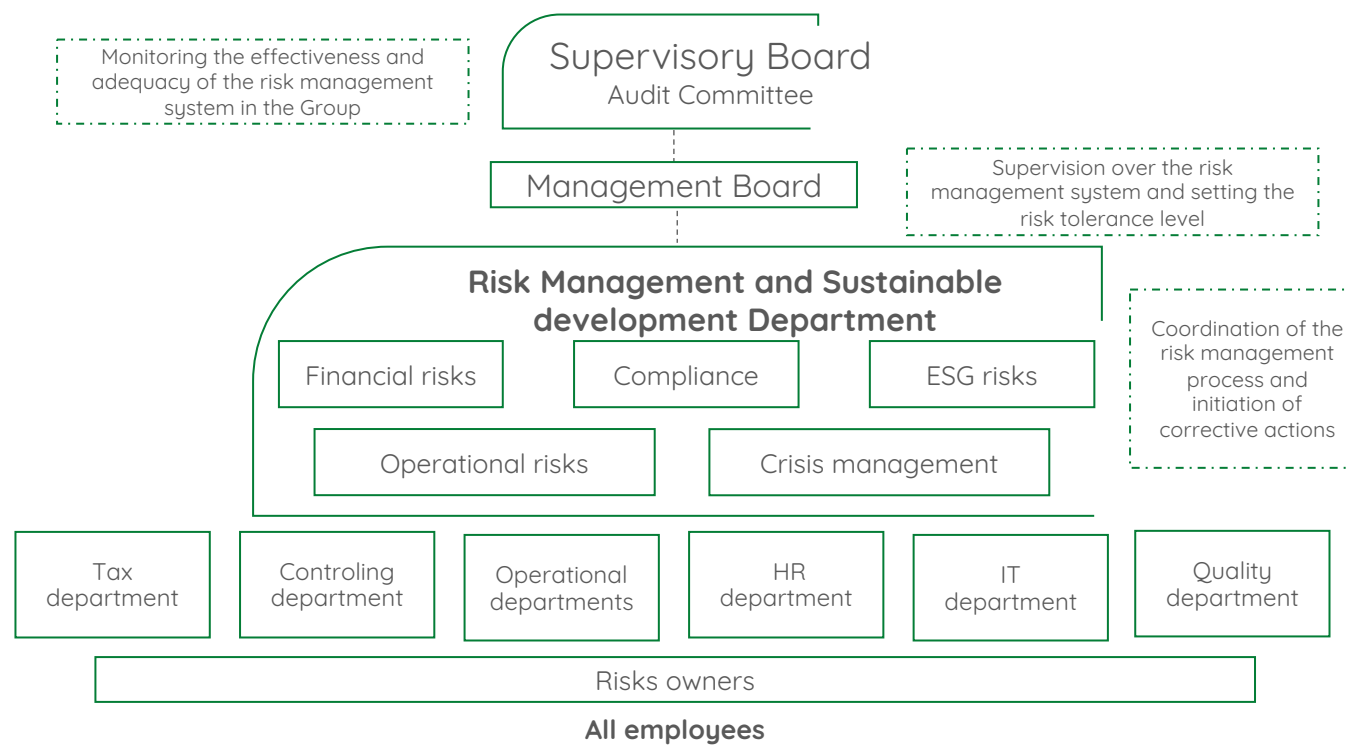 Supervisory Board
Audit Committee
Monitoring the effectiveness and
adequacy of the risk management
system in the Group
Management Board
Supervision over the risk
management system and setting the
risk tolerance level
Risk Management and Sustainable
development Department
Coordination of the
risk management
process and
initiation of
corrective actions
Financial risks
Compliance
ESG risks
Operational risks
Crisis management
Tax
department
Controling
department
Operational
departments
HR
department
IT
department
Quality
department
Risks owners
All employees